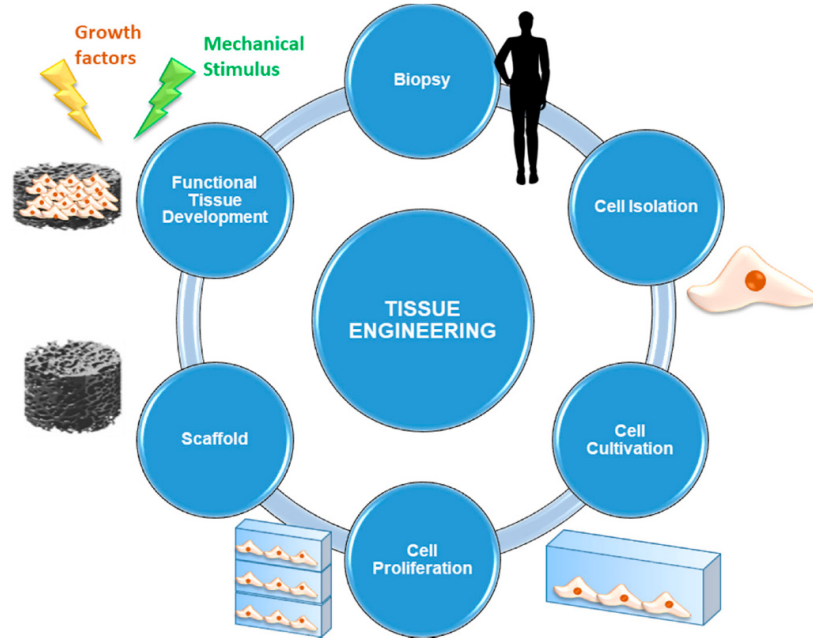 Growth
factors
Mechanical
Stimulus
Biopsy
Cell Isolation
Cell
Cultivation
Cell
Proliferation
Scaffold
Functional
Tissue
Development
TISSUE
ENGINEERING